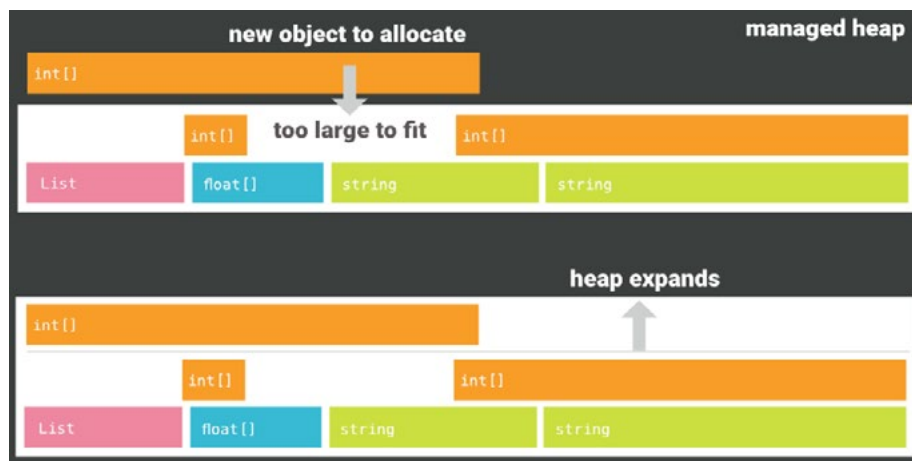 new object to allocate
managed heap
int[]
too large to fit
int[]
int[]
List
float[]
string
string
heap expands
int[]
int[]
int[]
List
float[]
string
string